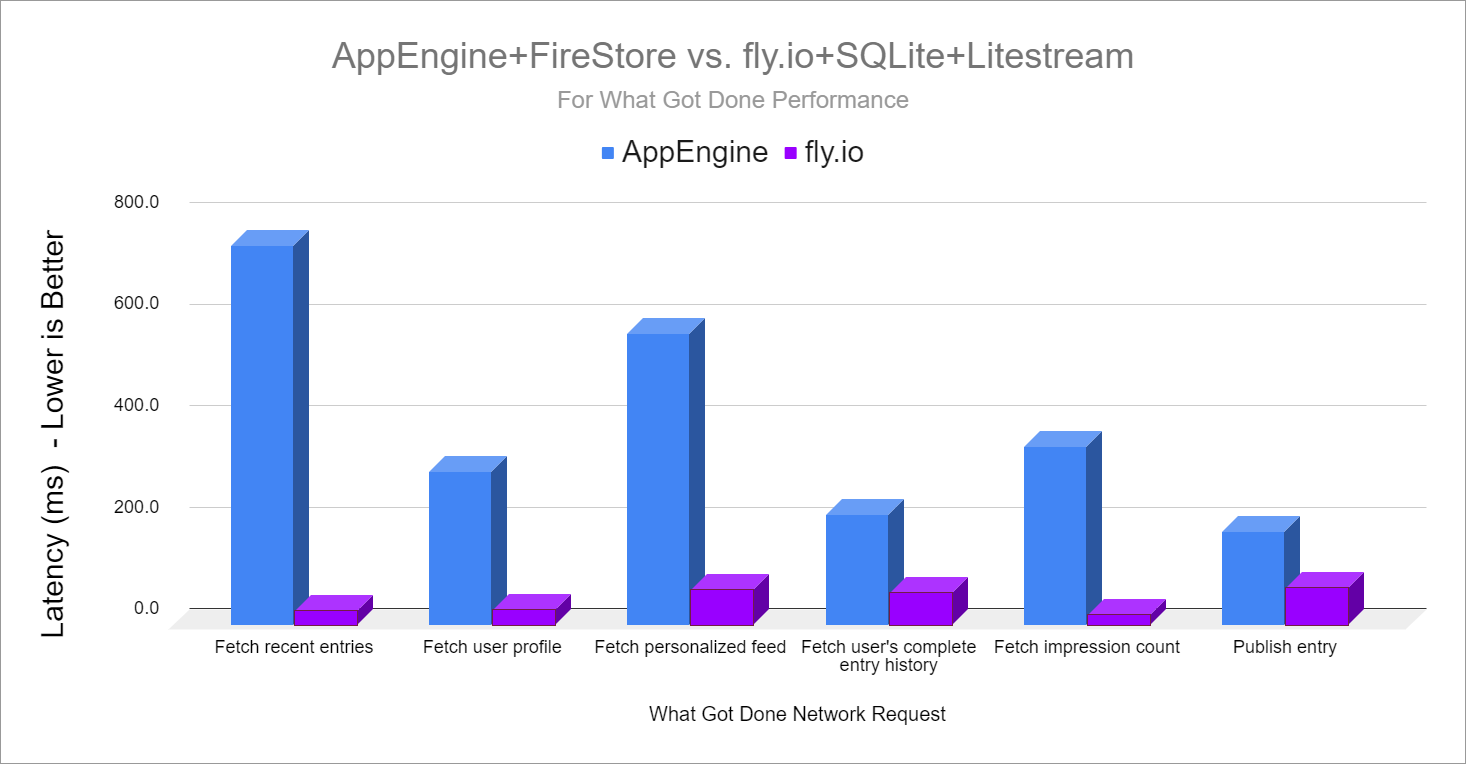 AppEngine+FireStore vs. fly.io+SQLite+Litestream
For What Got Done Performance
AppEngine fly.io
Latency (ms) - Lower is Better
800.0
600.0
400.0
200.0
0.0
Fetch recent entries
Fetch user profile
Fetch personalized feed
Fetch user's complete
entry history
Fetch impression count
Publish entry
What Got Done Network Request